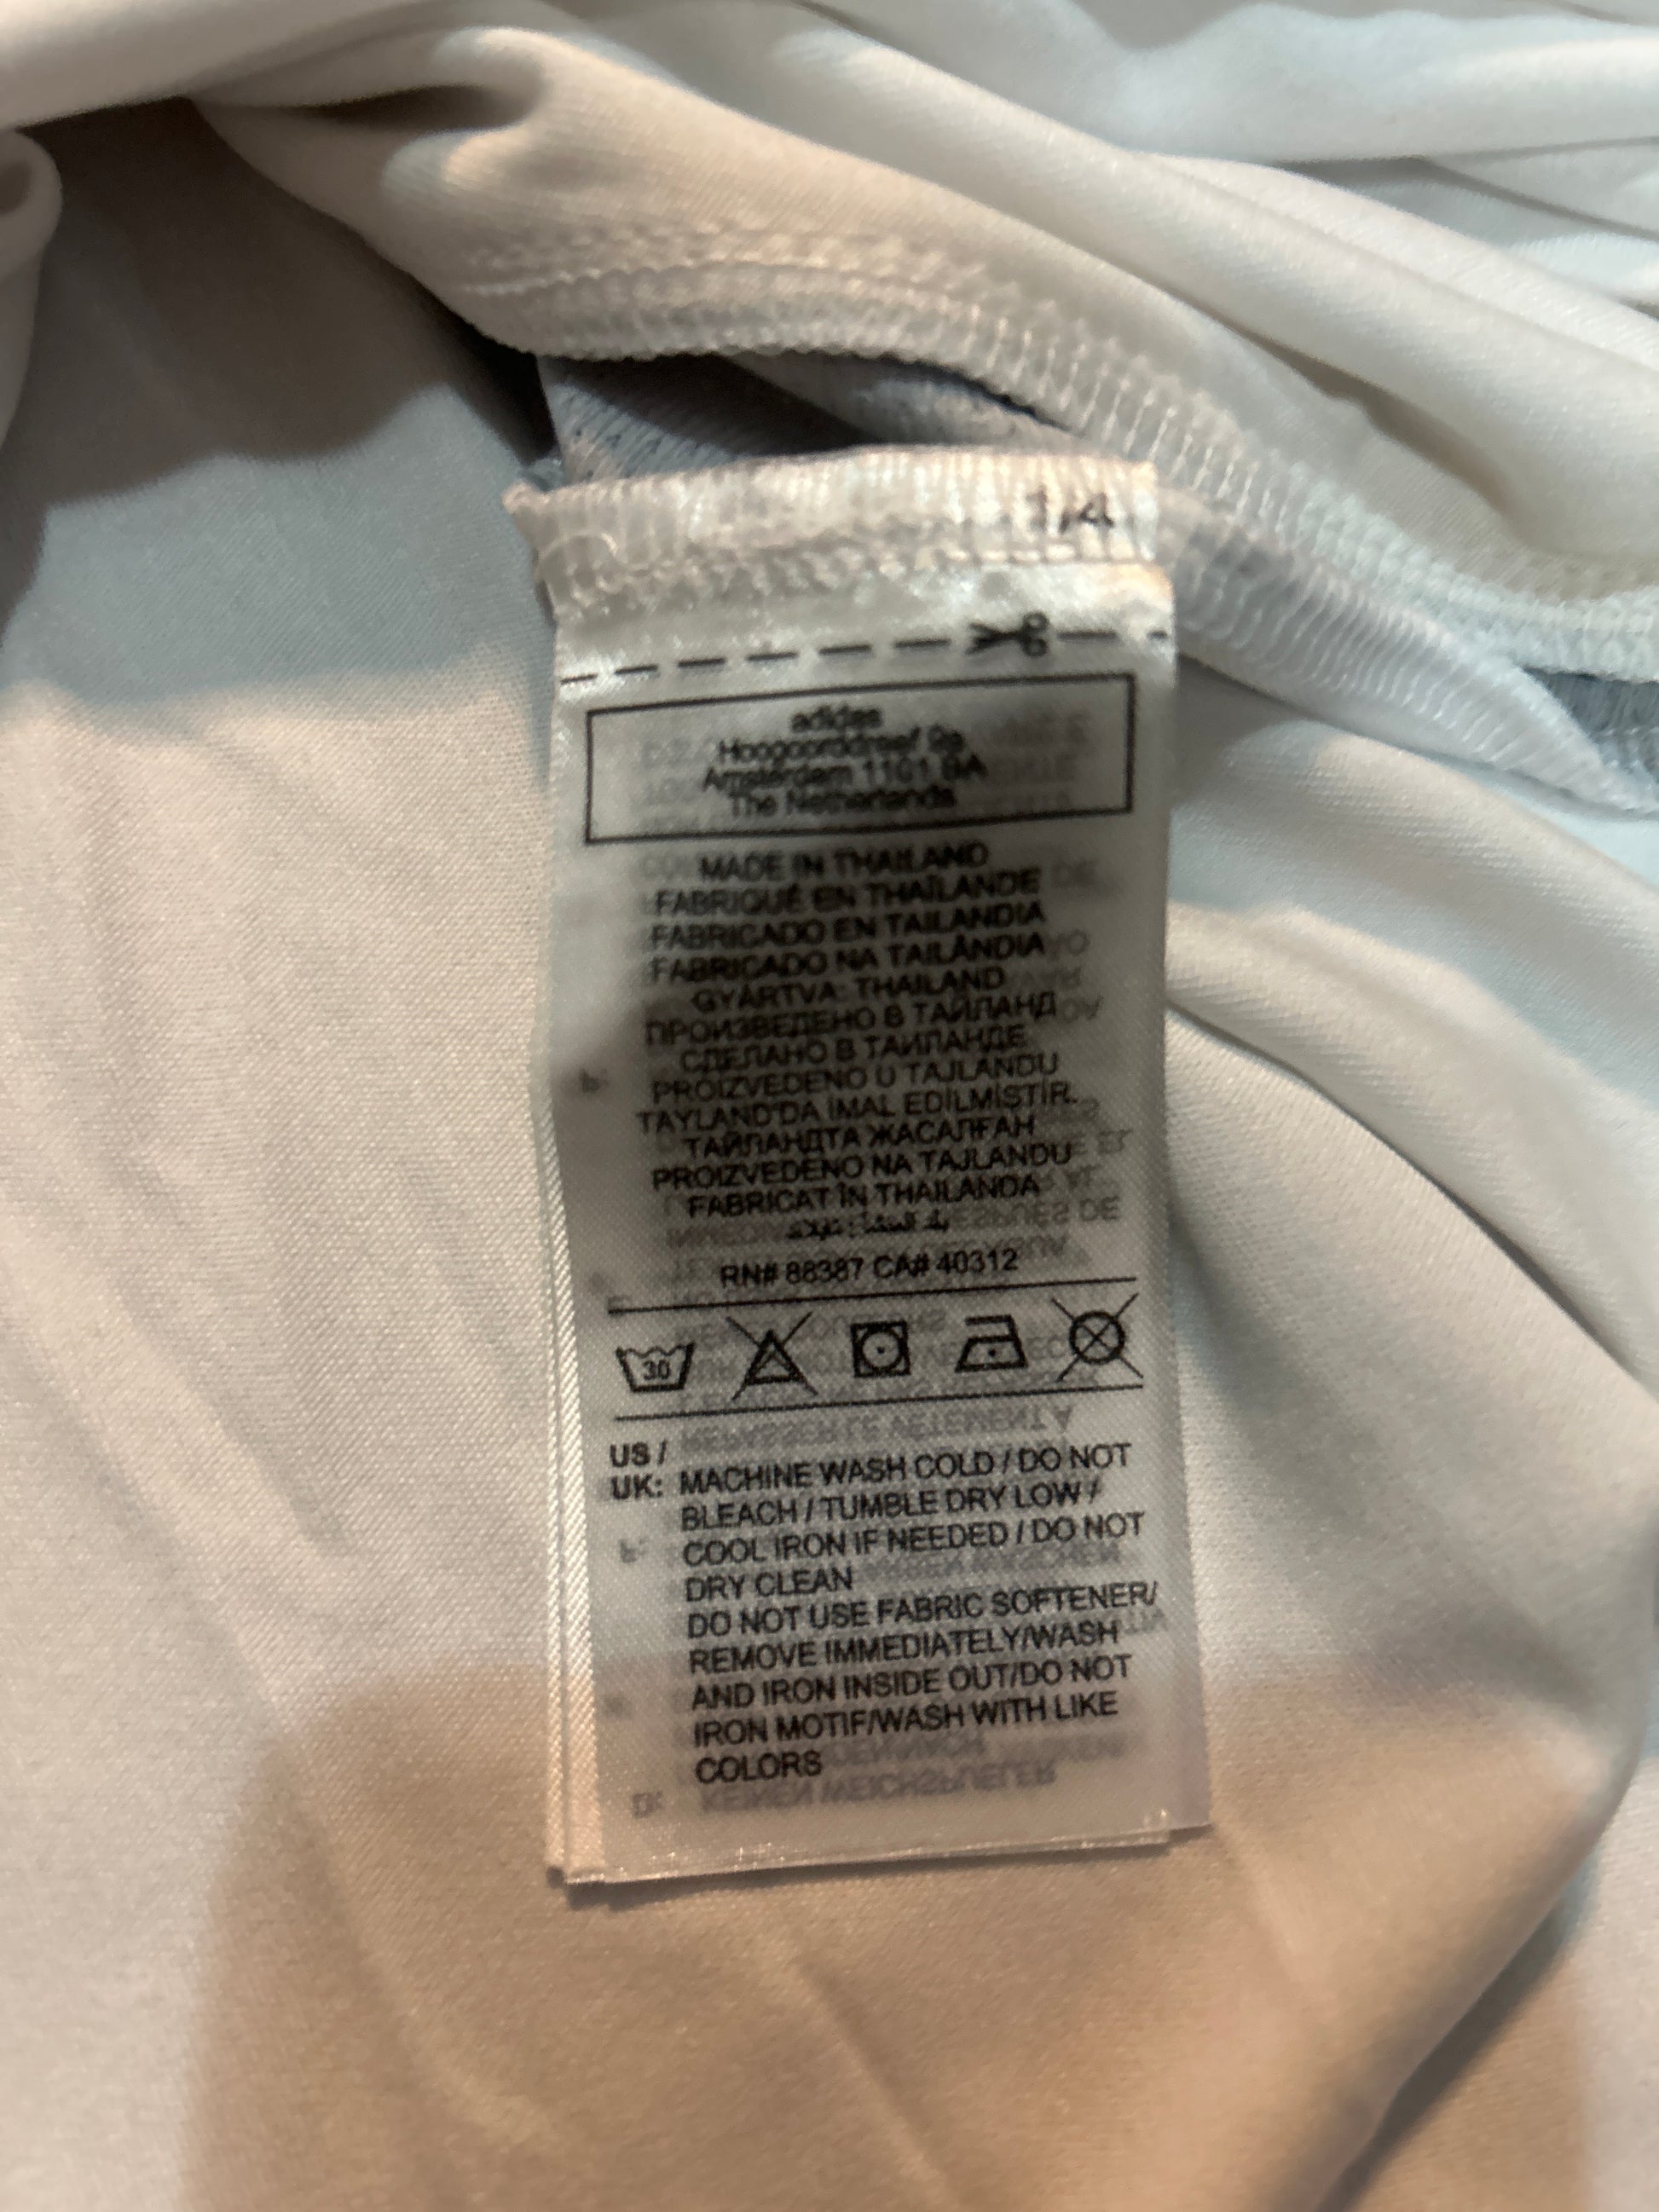 1/4
adidas
Hoogoorddreef 9a
Amsterdam 1101 BA
The Netherlands
MADE IN THAILAND
FABRIQUÉ EN THAÏLANDE
FABRICADO EN TAILANDIA
FABRICADO NA TAILÂNDIA
GYÁRTVA: THAILAND
ПРОИЗВЕДЕНО В ТАЙЛАНД
СДЕЛАНО В ТАИЛАНДЕ
PROIZVEDENO U TAJLANDU
TAYLAND'DA İMAL EDİLMİŞTİR.
ТАЙЛАНДТА ЖАСАЛҒАН
PROIZVEDENO NA TAJLANDU
FABRICAT ÎN THAILANDA
RN# 88387 CA# 40312
30
US /
UK: MACHINE WASH COLD / DO NOT
BLEACH / TUMBLE DRY LOW /
COOL IRON IF NEEDED / DO NOT
DRY CLEAN
DO NOT USE FABRIC SOFTENER/
REMOVE IMMEDIATELY/WASH
AND IRON INSIDE OUT/DO NOT
IRON MOTIF/WASH WITH LIKE
COLORS